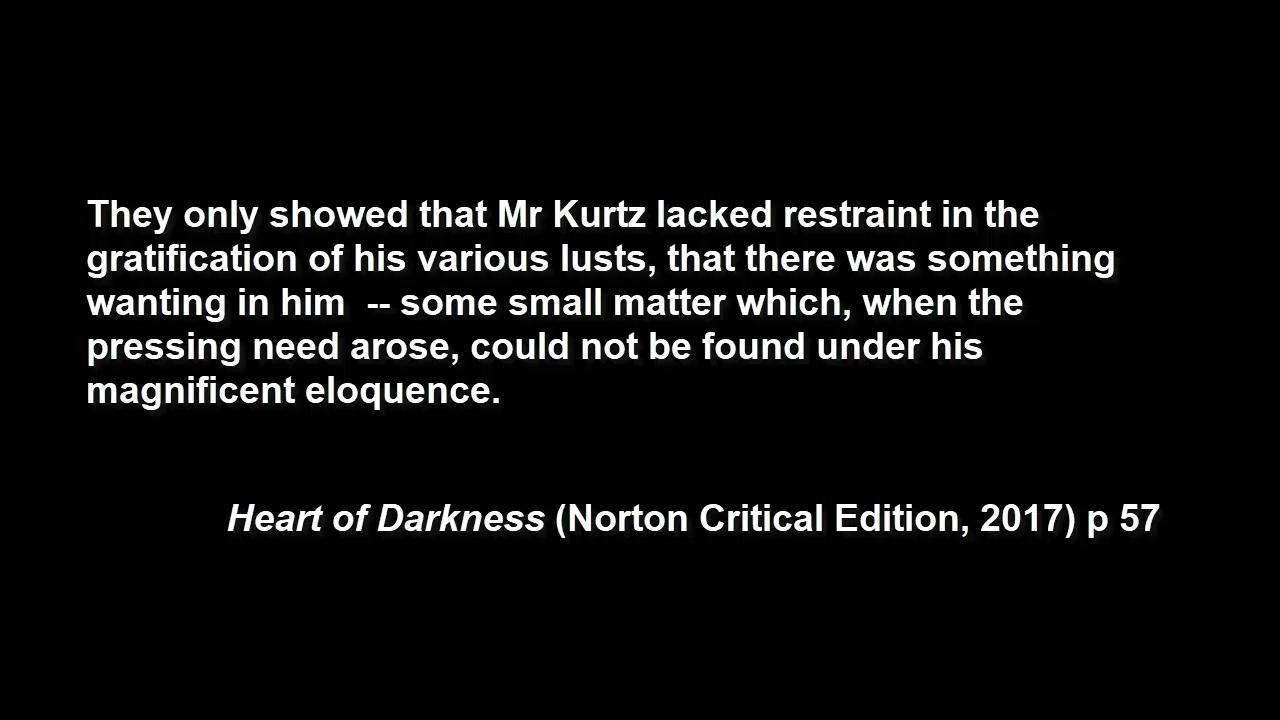 They only showed that Mr Kurtz lacked restraint in the
gratification of his various lusts, that there was something
wanting in him  -- some small matter which, when the
pressing need arose, could not be found under his
magnificent eloquence.
Heart of Darkness (Norton Critical Edition, 2017) p 57